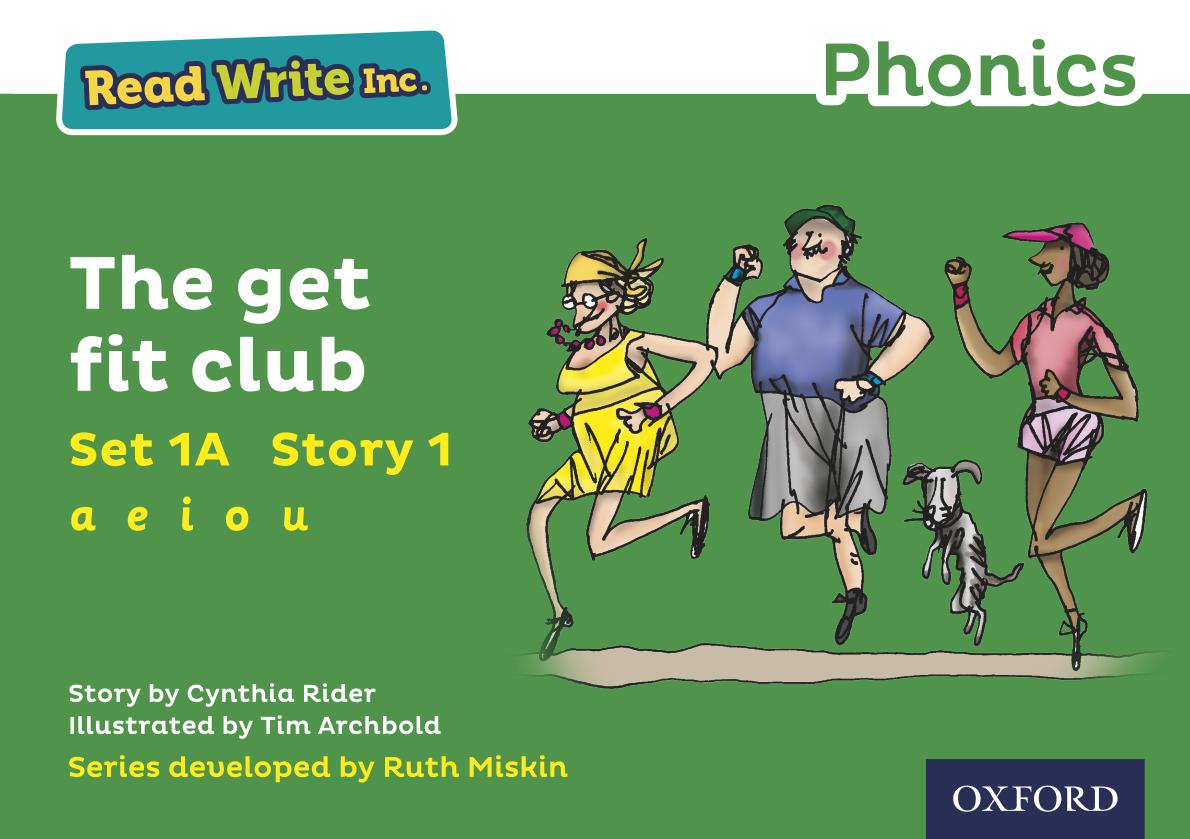 Read Write Inc.
Phonics
The get
fit club
Set 1A Story 1
a e i o u
Story by Cynthia Rider
Illustrated by Tim Archbold
Series developed by Ruth Miskin
OXFORD